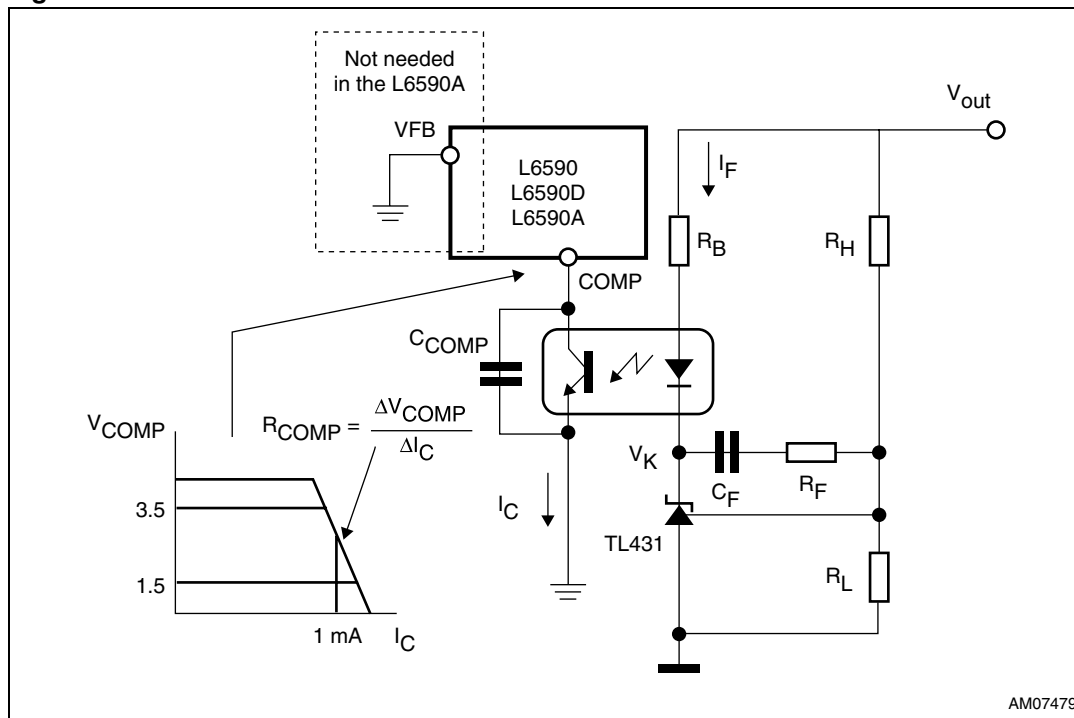 Not needed
in the L6590A
VFB
L6590
L6590D
L6590A
COMP
V_out
I_F
R_B
R_H
C_COMP
V_COMP
R_COMP = ΔV_COMP / ΔI_C
3.5
1.5
1 mA
I_C
I_C
V_K
C_F
R_F
TL431
R_L
AM07479